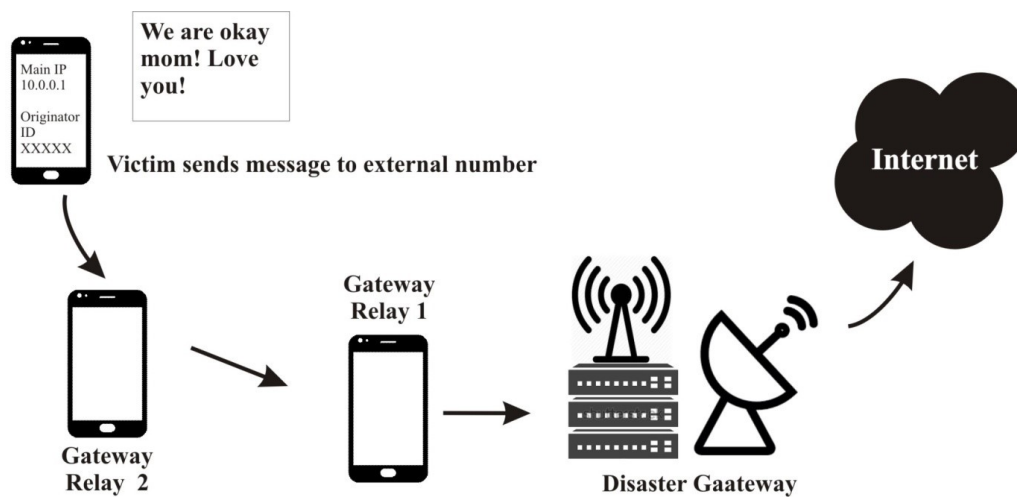 We are okay
mom! Love
you!
Main IP
10.0.0.1
Originator
ID
XXXXX
Victim sends message to external number
Internet
Gateway
Relay 1
Gateway
Relay 2
Disaster Gaateway